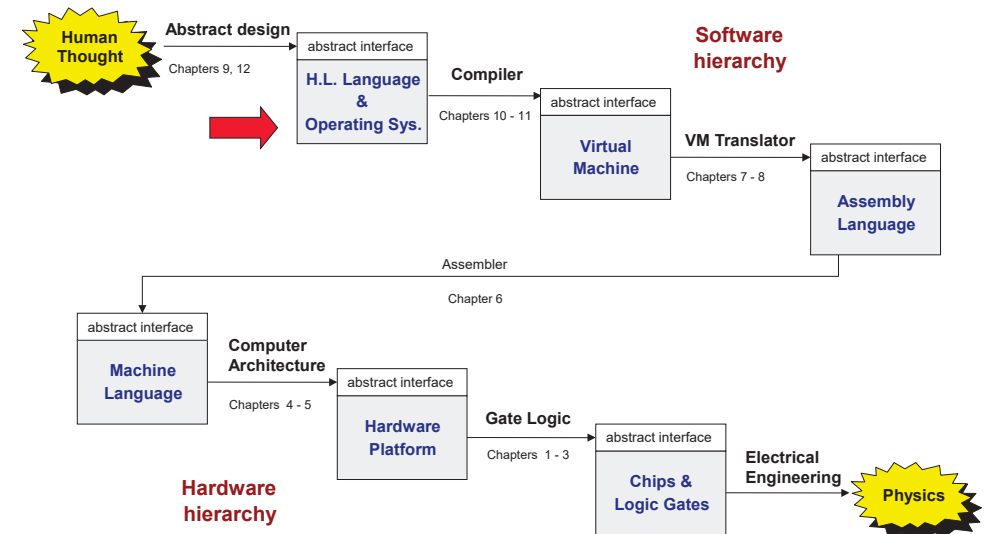 Human
Thought
Abstract design
Chapters 9, 12
abstract interface
H.L. Language
&
Operating Sys.
Compiler
Chapters 10 - 11
Software
hierarchy
abstract interface
Virtual
Machine
VM Translator
Chapters 7 - 8
abstract interface
Assembly
Language
Assembler
Chapter 6
abstract interface
Machine
Language
Computer
Architecture
Chapters 4 - 5
abstract interface
Hardware
Platform
Gate Logic
Chapters 1 - 3
abstract interface
Chips &
Logic Gates
Electrical
Engineering
Physics
Hardware
hierarchy